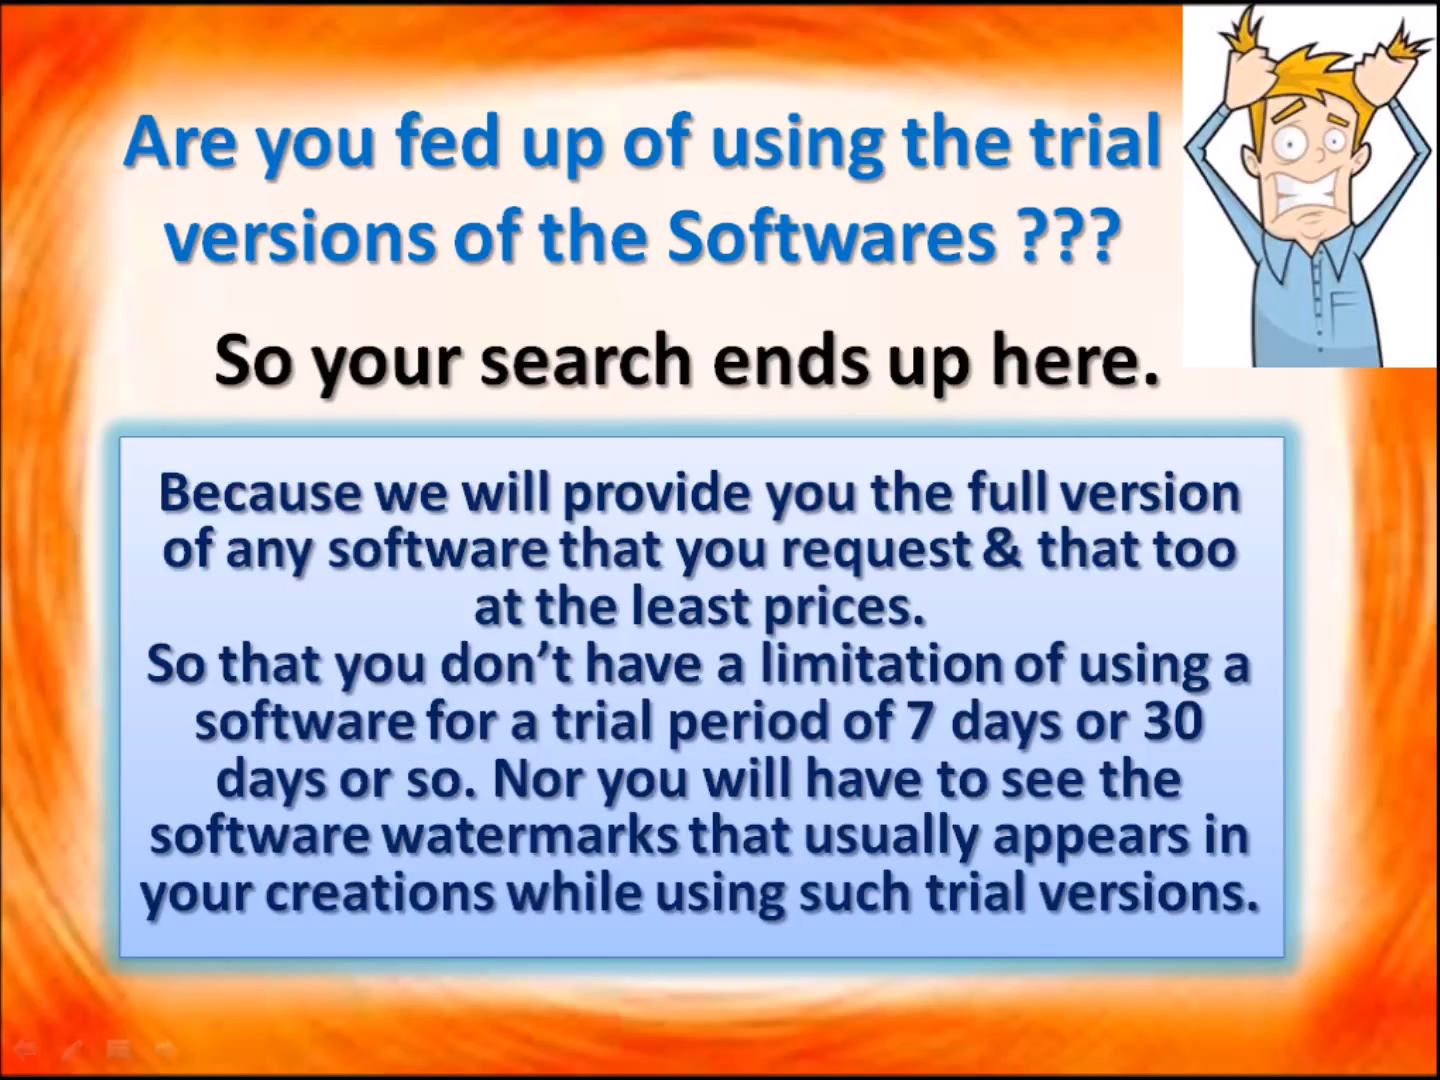 Are you fed up of using the trial
versions of the Softwares ???
So your search ends up here.
Because we will provide you the full version
of any software that you request & that too
at the least prices.
So that you don’t have a limitation of using a
software for a trial period of 7 days or 30
days or so. Nor you will have to see the
software watermarks that usually appears in
your creations while using such trial versions.